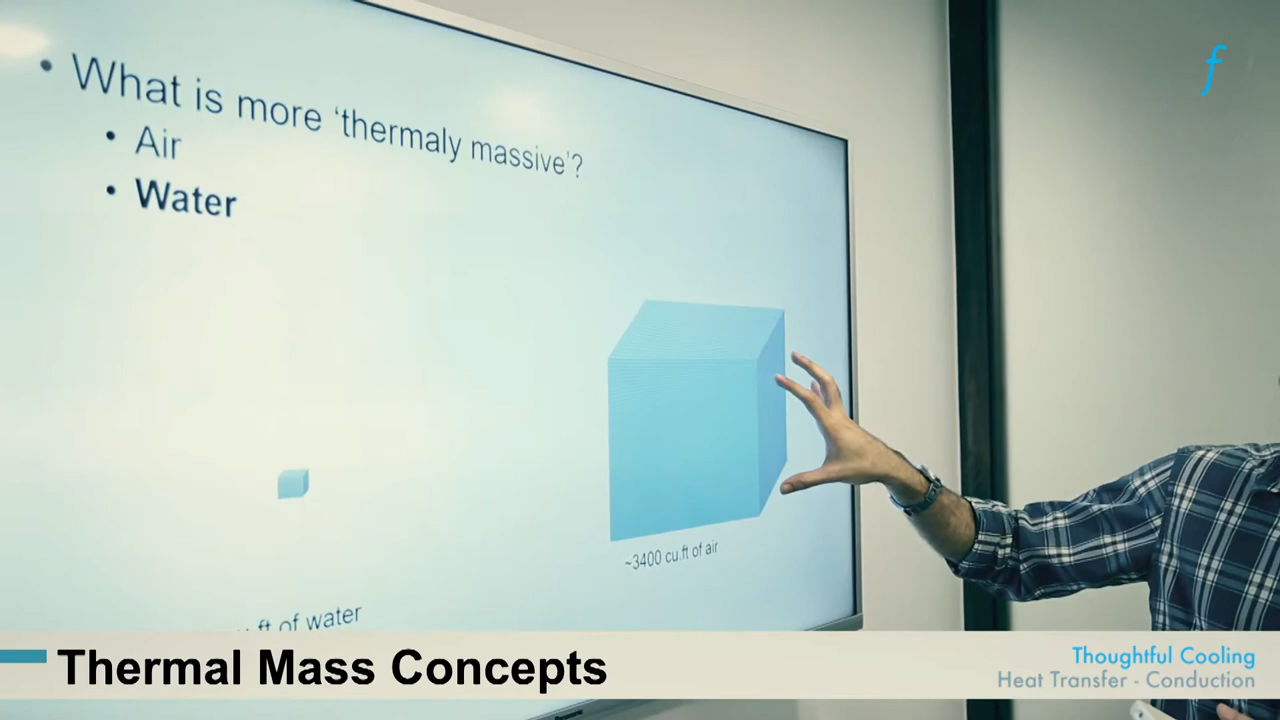 • What is more ‘thermaly massive’?
• Air
• Water
~3400 cu.ft of air
ft of water
f
Thermal Mass Concepts
Thoughtful Cooling
Heat Transfer - Conduction